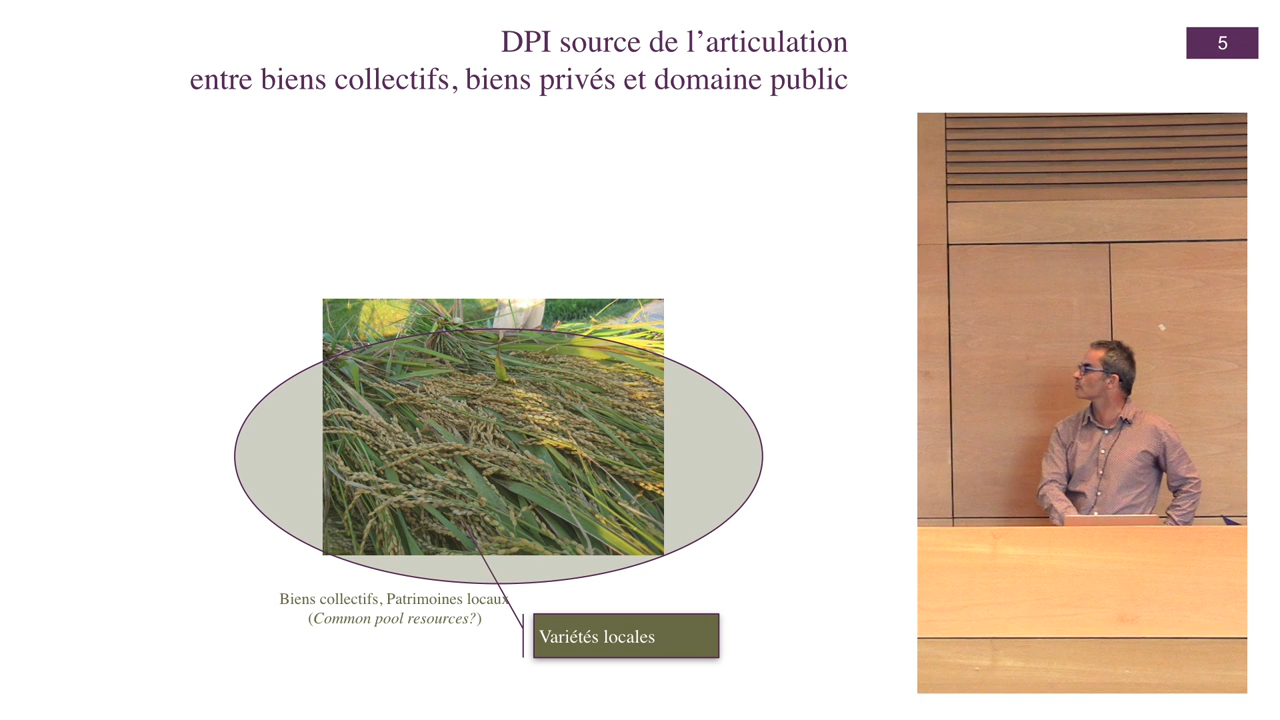 DPI source de l’articulation
entre biens collectifs, biens privés et domaine public
5
Biens collectifs, Patrimoines locaux
(Common pool resources?)
Variétés locales